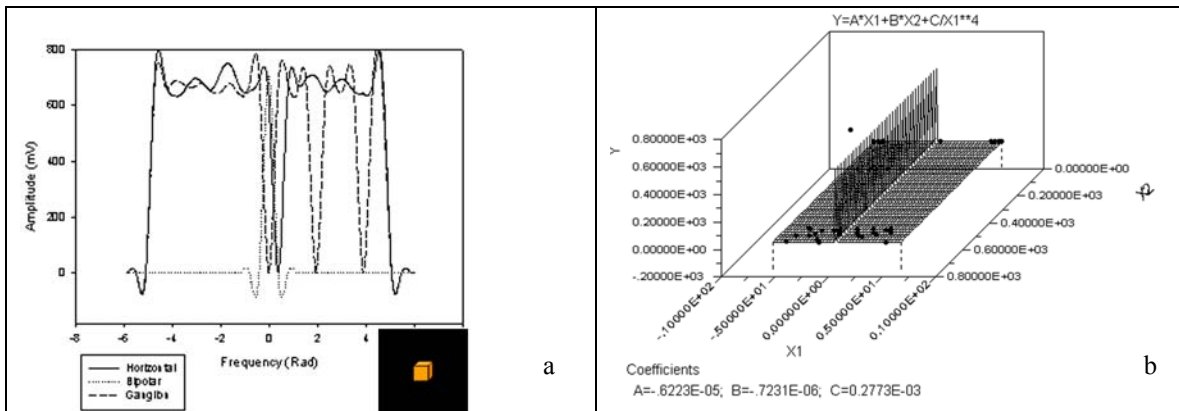 800
600
400
200
0
Amplitude (mV)
-8 -6 -4 -2 0 2 4
Frequency (Rad)
Horizontal
Bipolar
Ganglion
a
Y=A*X1+B*X2+C/X1**4
Y
0.80000E+03
0.60000E+03
0.40000E+03
0.20000E+03
0.00000E+00
-.20000E+03
0.00000E+00
0.20000E+03
0.40000E+03
0.60000E+03
0.80000E+03
-.10000E+02
-.50000E+01
0.00000E+00
0.50000E+01
0.10000E+02
X1
Coefficients
A=-.6223E-05; B=-.7231E-06; C=0.2773E-03
b